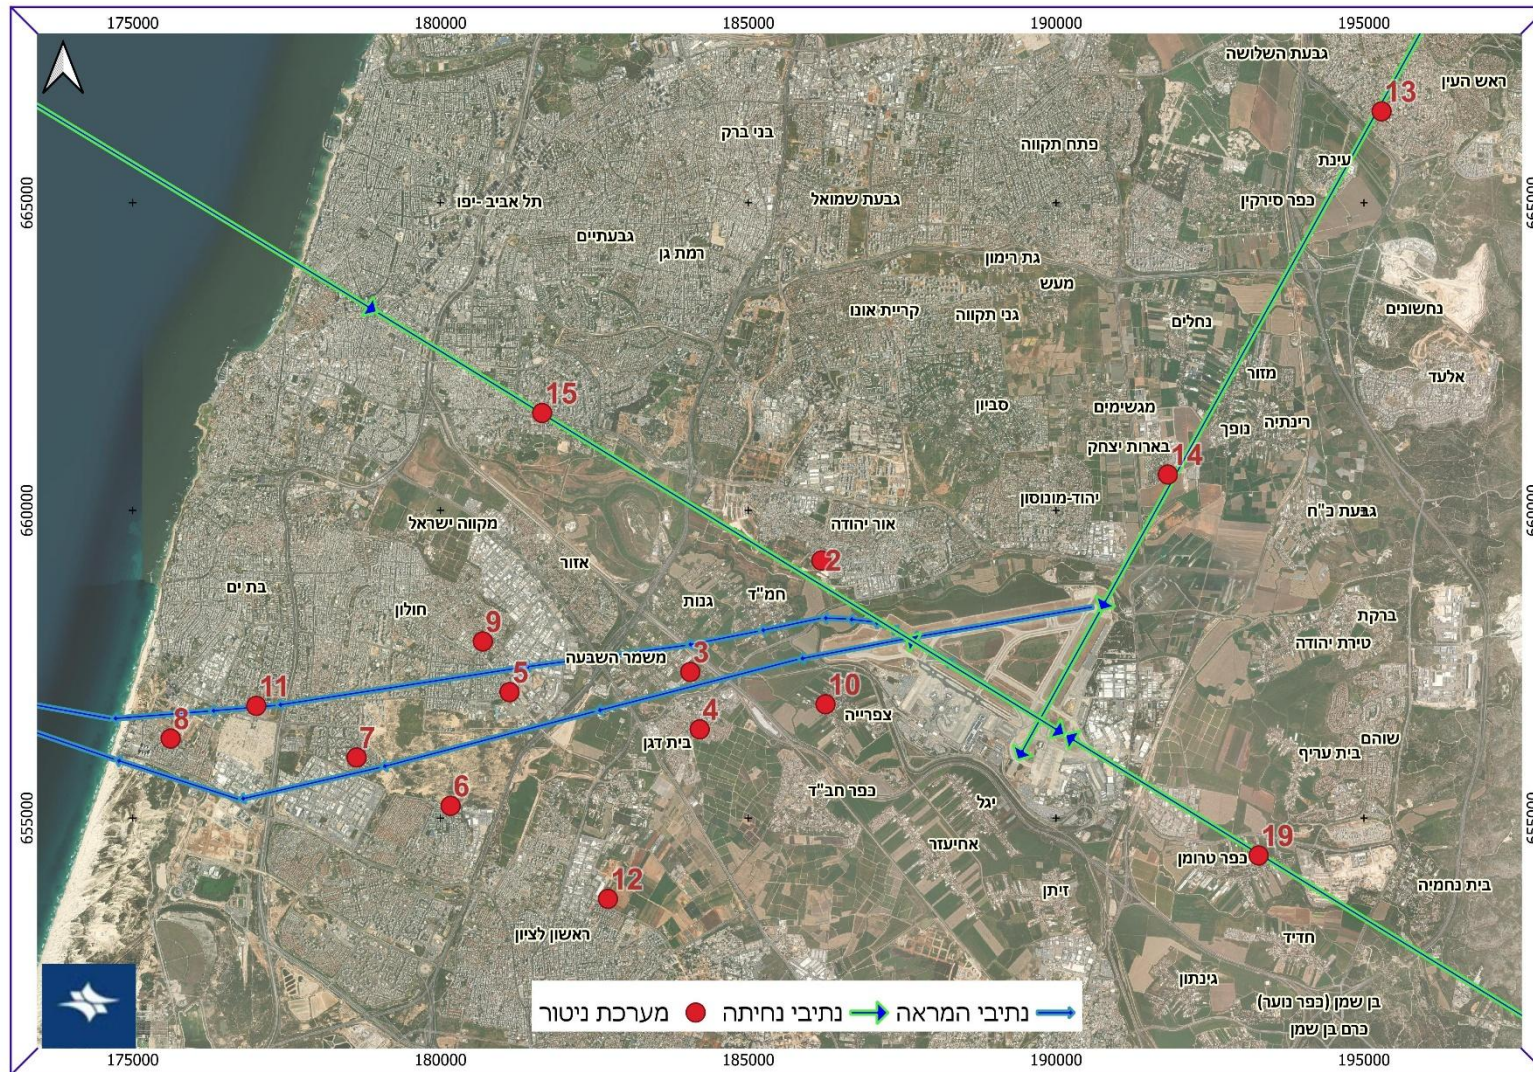 175000 180000 185000 190000 195000
גבעת השלושה
ראש העין
13
בני ברק
פתח תקווה
עינת
665000
665000
תל אביב -יפו
גבעת שמואל
כפר סירקין
גבעתיים
רמת גן
גת רימון
מעש
נחשונים
קריית אונו
גני תקווה
נחלים
מזור
אלעד
15
סביון
מגשימים
רינתיה
נופך
בארות יצחק
14
יהוד-מונוסון
660000
660000
גבעת כ"ח
מקווה ישראל
אור יהודה
אזור
2
בת ים
חולון
גנות
חמ"ד
ברקת
טירת יהודה
9
משמר השבעה
3
5
11
10
צפרייה
8
4
בית דגן
7
שוהם
בית עריף
6
כפר חב"ד
יגל
655000
655000
אחיעזר
כפר טרומן
19
12
זיתן
בית נחמיה
ראשון לציון
חדיד
גינתון
בן שמן (כפר נוער)
כרם בן שמן
נתיבי המראה
נתיבי נחיתה
מערכת ניטור
175000 180000 185000 190000 195000